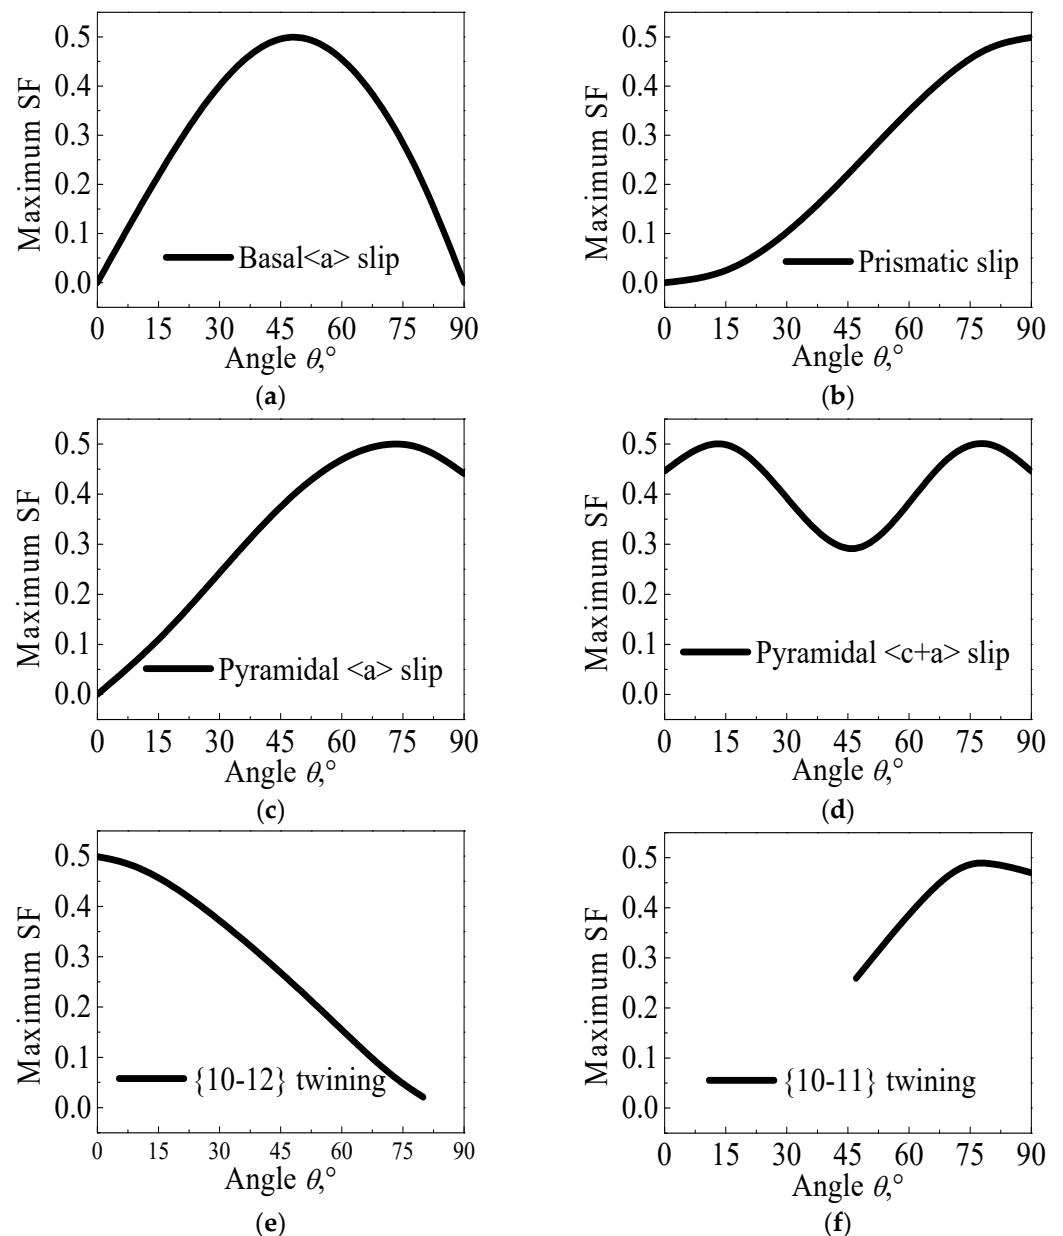 0.5
0.4
0.3
0.2
0.1
0.0
Maximum SF
Basal<a> slip
0 15 30 45 60 75 90
Angle θ,°
(a)
0.5
0.4
0.3
0.2
0.1
0.0
Maximum SF
Prismatic slip
0 15 30 45 60 75 90
Angle θ,°
(b)
0.5
0.4
0.3
0.2
0.1
0.0
Maximum SF
Pyramidal <a> slip
0 15 30 45 60 75 90
Angle θ,°
(c)
0.5
0.4
0.3
0.2
0.1
0.0
Maximum SF
Pyramidal <c+a> slip
0 15 30 45 60 75 90
Angle θ,°
(d)
0.5
0.4
0.3
0.2
0.1
0.0
Maximum SF
{10-12} twining
0 15 30 45 60 75 90
Angle θ,°
(e)
0.5
0.4
0.3
0.2
0.1
0.0
Maximum SF
{10-11} twining
0 15 30 45 60 75 90
Angle θ,°
(f)